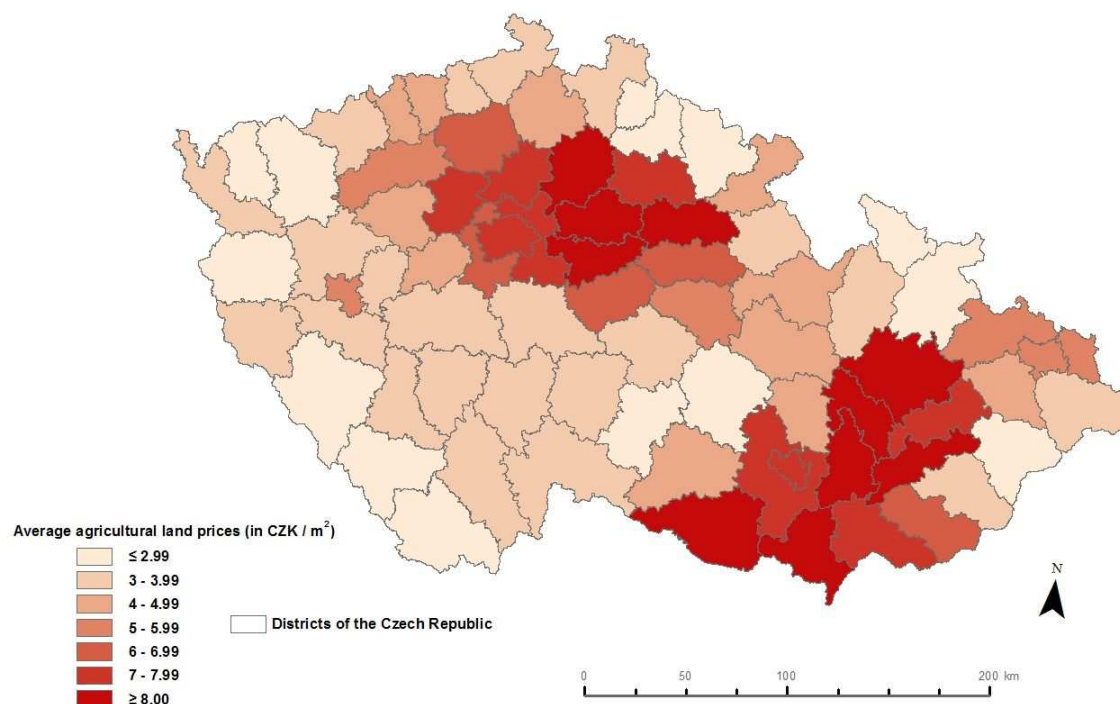 Average agricultural land prices (in CZK / m²)
≤ 2.99
3 - 3.99
4 - 4.99
5 - 5.99
6 - 6.99
7 - 7.99
≥ 8.00
Districts of the Czech Republic
N
0 50 100 200 km